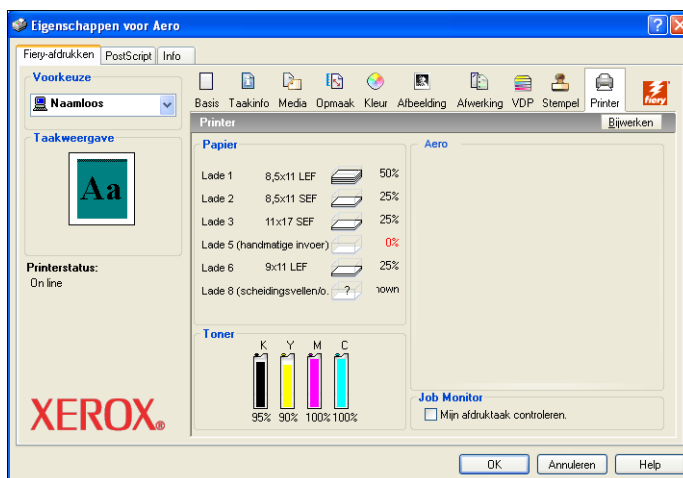 Eigenschappen voor Aero
Fiery-afdrukken PostScript Info
Voorkeuze
Naamloos
Taakweergave
Aa
Printerstatus:
On line
XEROX®
Basis Taakinfo Media Opmaak Kleur Afbeelding Afwerking VDP Stempel Printer
fiery
Printer
Bijwerken
Papier
Lade 1 8,5x11 LEF 50%
Lade 2 8,5x11 SEF 25%
Lade 3 11x17 SEF 25%
Lade 5 (handmatige invoer) 0%
Lade 6 9x11 LEF 25%
Lade 8 (scheidingsvellen/o. ? nown
Toner
K Y M C
95% 90% 100% 100%
Aero
Job Monitor
Mijn afdruktaak controleren.
OK Annuleren Help